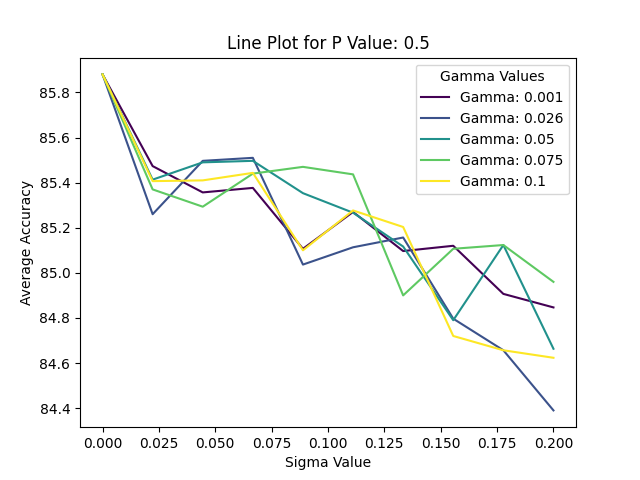 Line Plot for P Value: 0.5
Gamma Values
Gamma: 0.001
Gamma: 0.026
Gamma: 0.05
Gamma: 0.075
Gamma: 0.1
Average Accuracy
85.8
85.6
85.4
85.2
85.0
84.8
84.6
84.4
0.000 0.025 0.050 0.075 0.100 0.125 0.150 0.175 0.200
Sigma Value